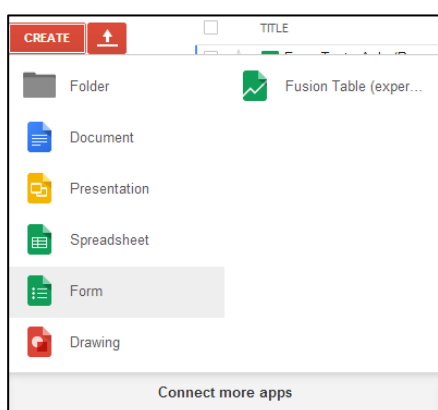 CREATE
TITLE
Folder
Fusion Table (exper...
Document
Presentation
Spreadsheet
Form
Drawing
Connect more apps